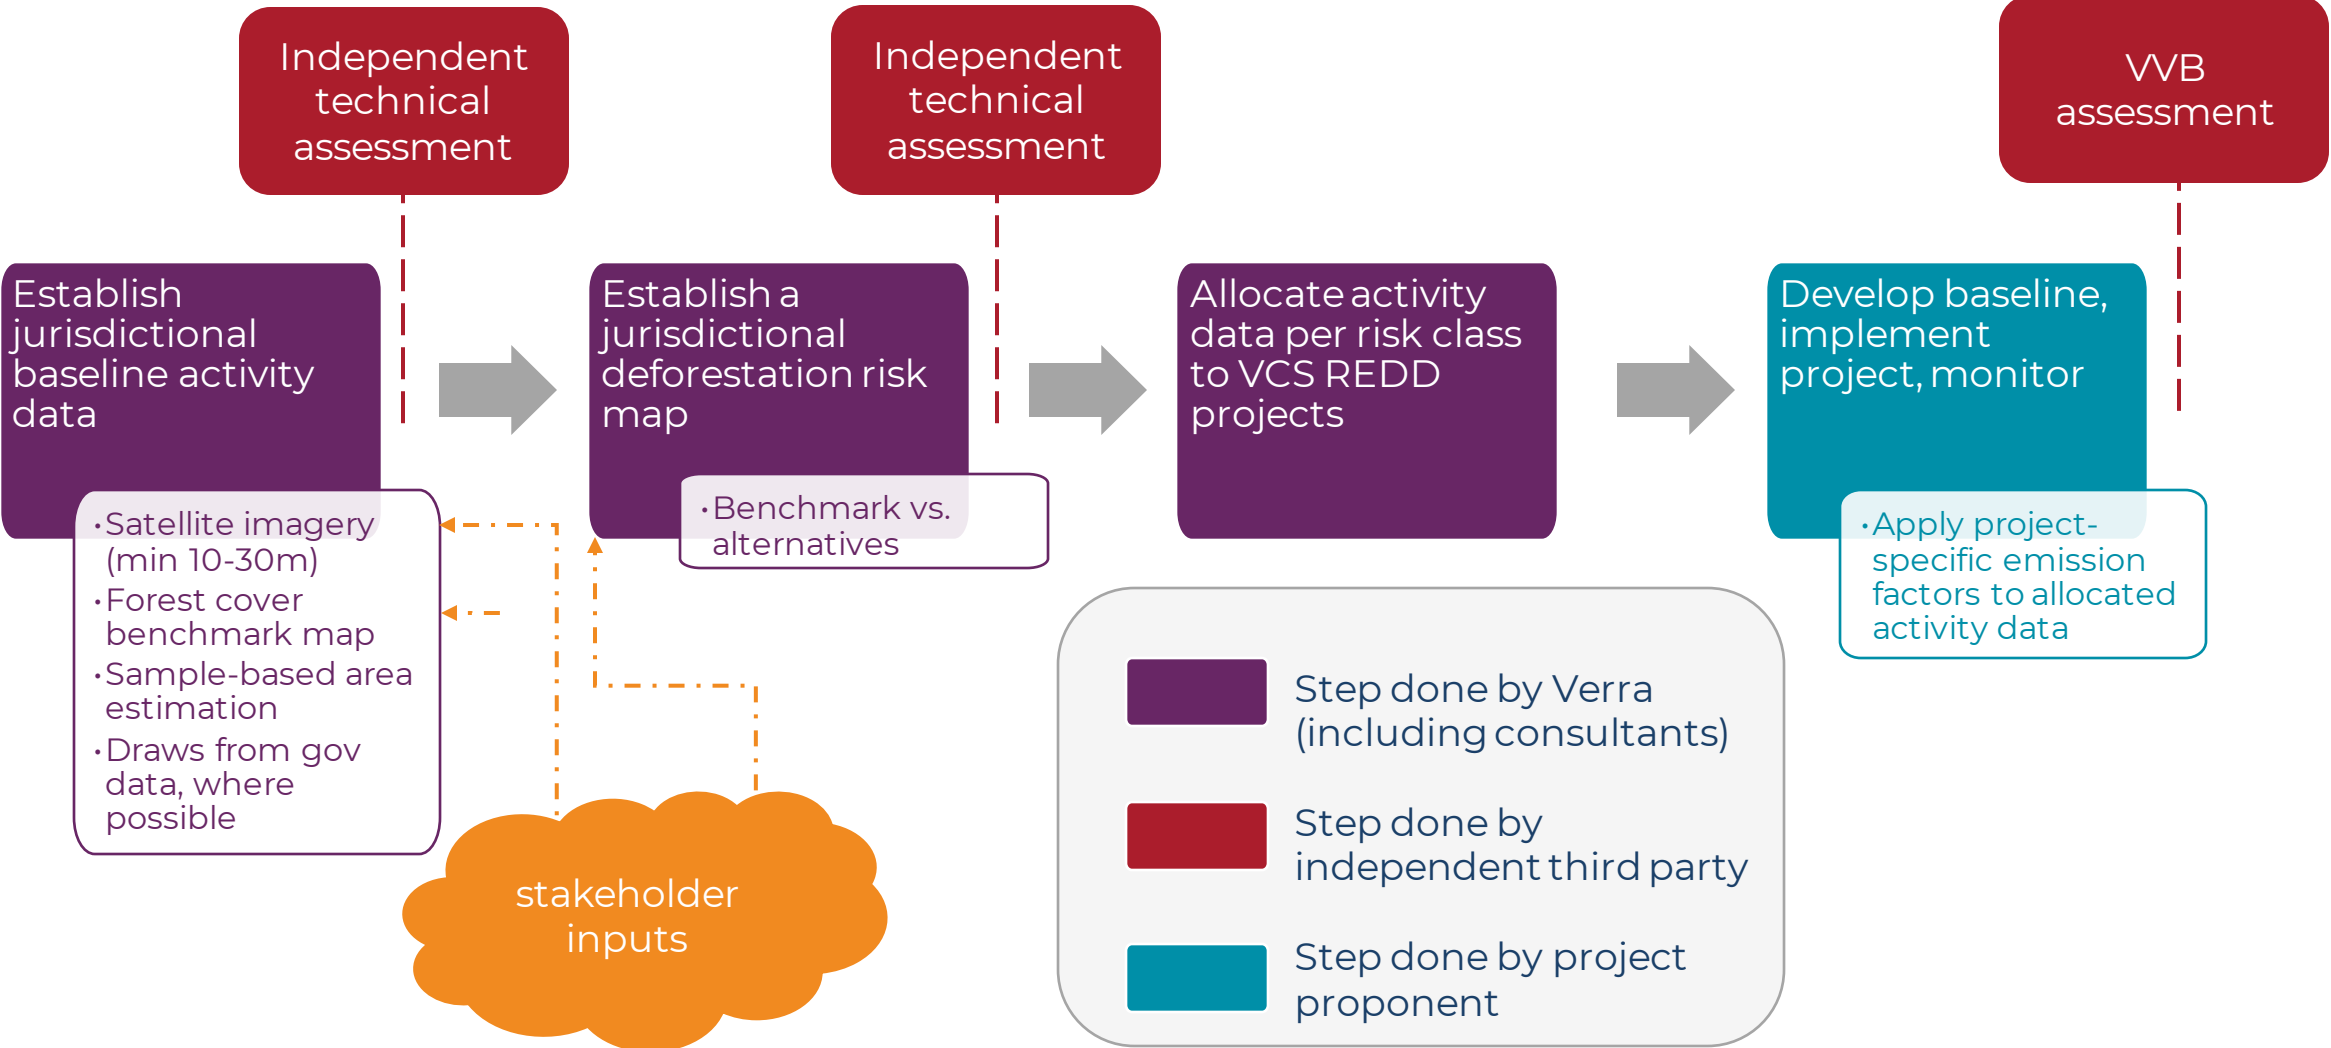 Independent
technical
assessment
Independent
technical
assessment
VVB
assessment
Establish
jurisdictional
baseline activity
data
Establish a
jurisdictional
deforestation risk
map
Allocate activity
data per risk class
to VCS REDD
projects
Develop baseline,
implement
project, monitor
·Satellite imagery
(min 10-30m)
·Forest cover
benchmark map
·Sample-based area
estimation
·Draws from gov
data, where
possible
·Benchmark vs.
alternatives
·Apply project-
specific emission
factors to allocated
activity data
stakeholder
inputs
Step done by Verra
(including consultants)
Step done by
independent third party
Step done by project
proponent